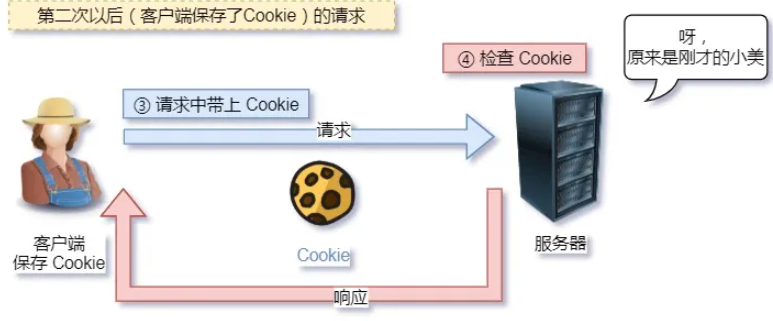 第二次以后（客户端保存了Cookie）的请求
④ 检查 Cookie
呀，
原来是刚才的小美
③ 请求中带上 Cookie
请求
客户端
保存 Cookie
Cookie
服务器
响应